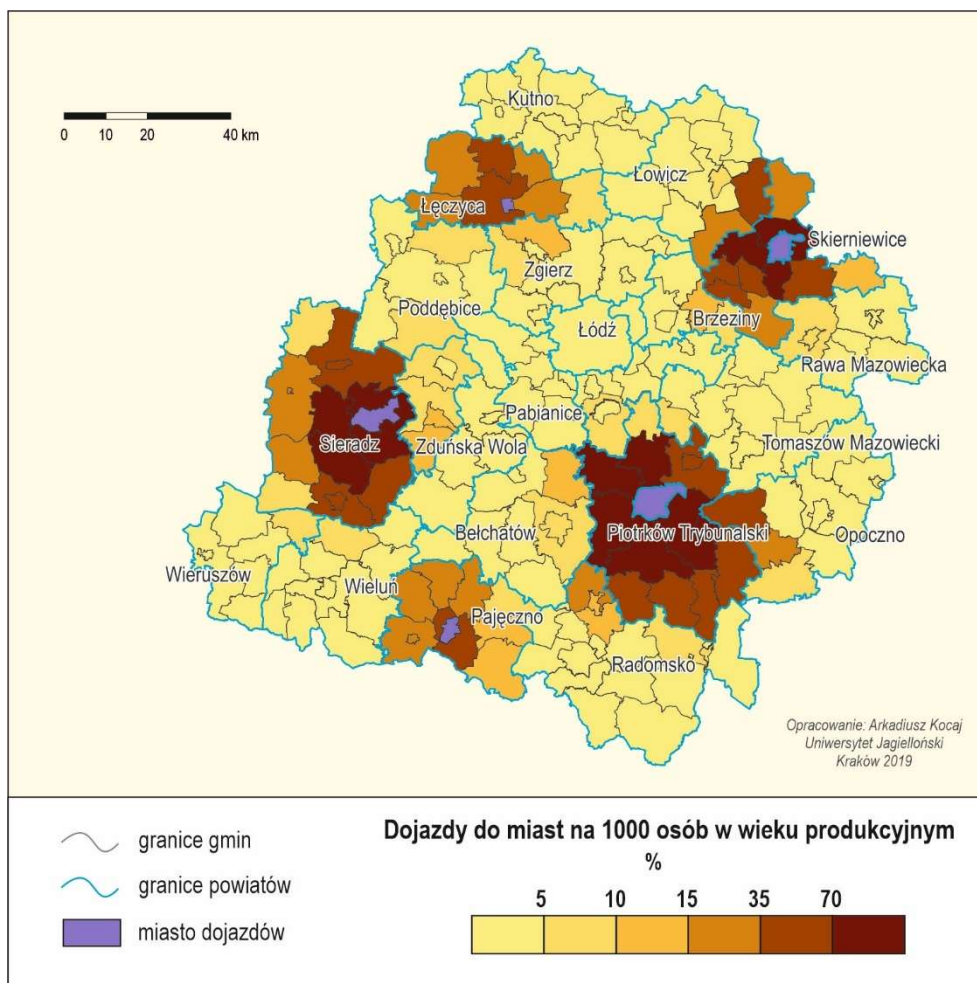 Kutno
0 10 20 40 km
Łowicz
Łęczyca
Skierniewice
Zgierz
Poddębice
Brzeziny
Łódź
Rawa Mazowiecka
Pabianice
Sieradz
Zduńska Wola
Tomaszów Mazowiecki
Bełchatów
Piotrków Trybunalski
Opoczno
Wieruszów
Wieluń
Pajęczno
Radomsko
Opracowanie: Arkadiusz Kocaj
Uniwersytet Jagielloński
Kraków 2019
granice gmin
granice powiatów
miasto dojazdów
Dojazdy do miast na 1000 osób w wieku produkcyjnym
%
5 10 15 35 70